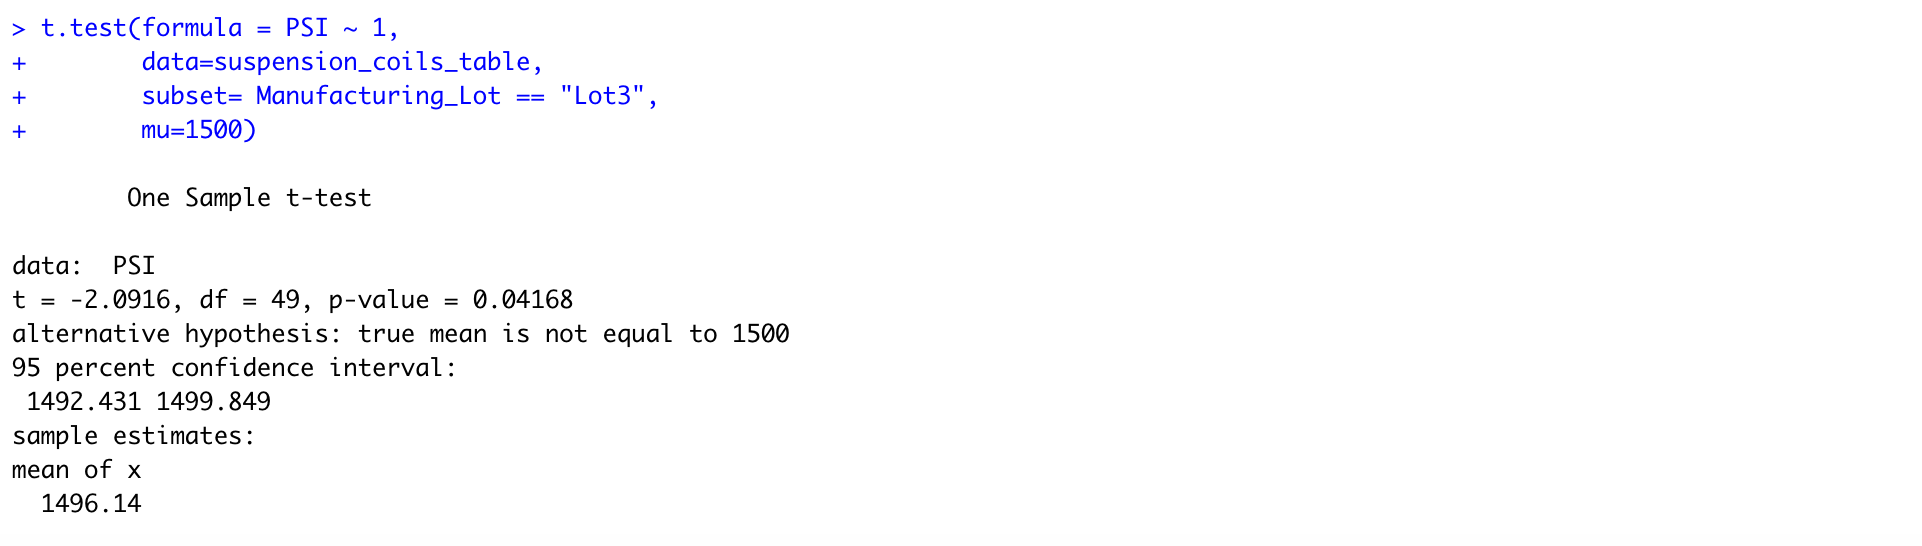 > t.test(formula = PSI ~ 1,
+        data=suspension_coils_table,
+        subset= Manufacturing_Lot == "Lot3",
+        mu=1500)

        One Sample t-test

data:  PSI
t = -2.0916, df = 49, p-value = 0.04168
alternative hypothesis: true mean is not equal to 1500
95 percent confidence interval:
 1492.431 1499.849
sample estimates:
mean of x
  1496.14